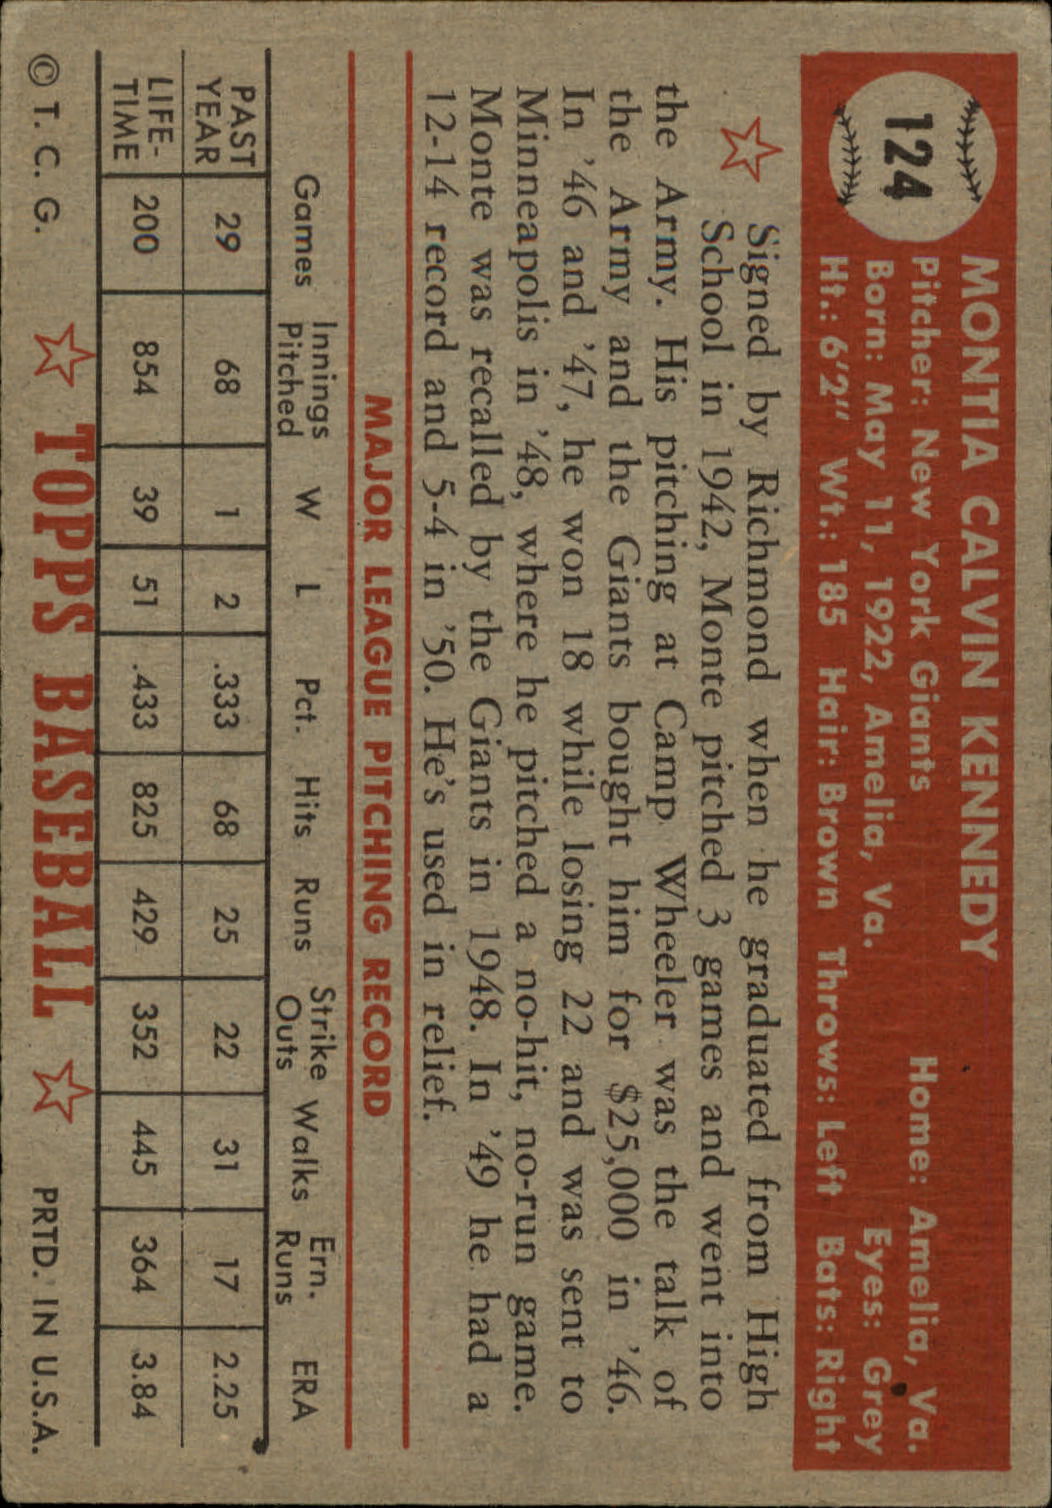 124
MONTIA CALVIN KENNEDY
Pitcher: New York Giants Home: Amelia, Va.
Born: May 11, 1922, Amelia, Va. Eyes: Grey
Ht.: 6'2" Wt.: 185 Hair: Brown Throws: Left Bats: Right
Signed by Richmond when he graduated from High
School in 1942, Monte pitched 3 games and went into
the Army. His pitching at Camp Wheeler was the talk of
the Army and the Giants bought him for $25,000 in '46.
In '46 and '47, he won 18 while losing 22 and was sent to
Minneapolis in '48, where he pitched a no-hit, no-run game.
Monte was recalled by the Giants in 1948. In '49 he had a
12-14 record and 5-4 in '50. He's used in relief.
MAJOR LEAGUE PITCHING RECORD
Games Innings Pitched W L Pct. Hits Runs Strike Outs Walks Ern. Runs ERA
PAST YEAR 29 68 1 2 .333 68 25 22 31 17 2.25
LIFE-TIME 200 854 39 51 .433 825 429 352 445 364 3.84
© T. C. G. TOPPS BASEBALL PRTD. IN U.S.A.